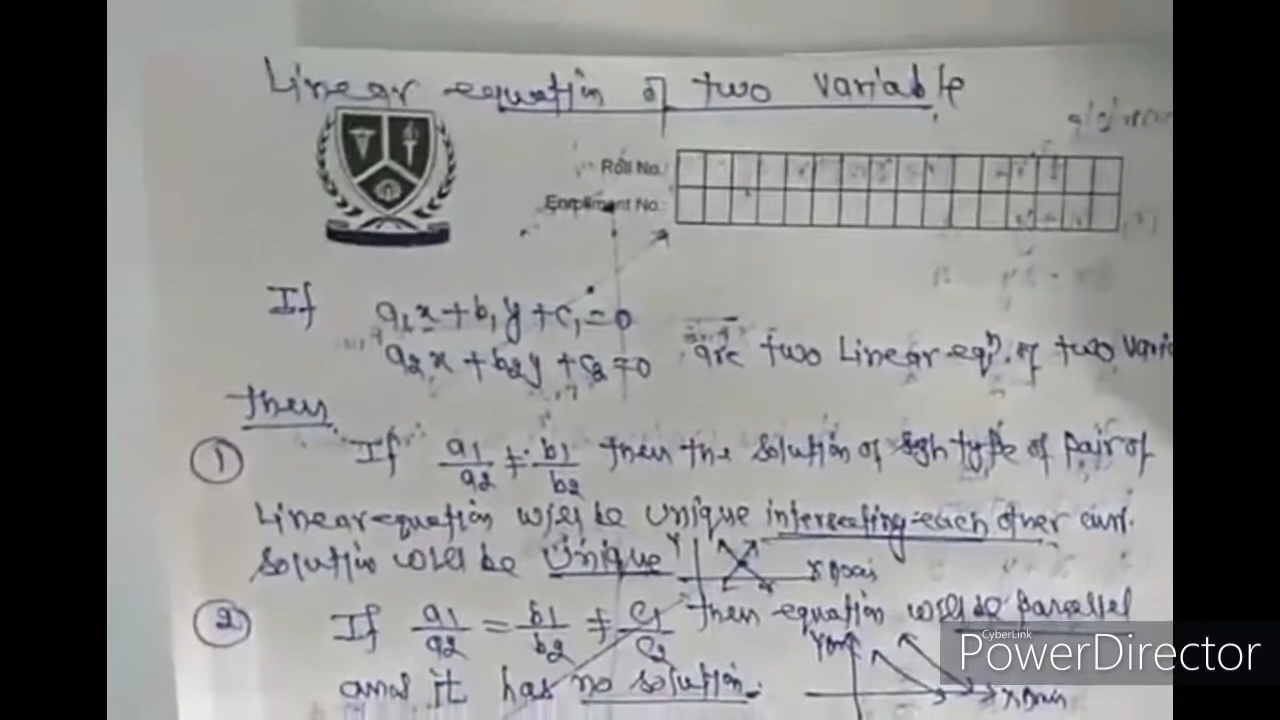 Linear equation of two variable
Roll No.:
Enrollment No.:
If a₁x + b₁y + c₁ = 0
a₂x + b₂y + c₂ = 0 are two Linear eqⁿ. of two varia
then
① If a₁/a₂ ≠ b₁/b₂ then the solution of such type of pair of
Linear equation will be unique intersecting each other
solution will be Unique Y X axis
② If a₁/a₂ = b₁/b₂ ≠ c₁/c₂ then equation will be parallel
and it has no solution. Y axis X axis
CyberLink
PowerDirector